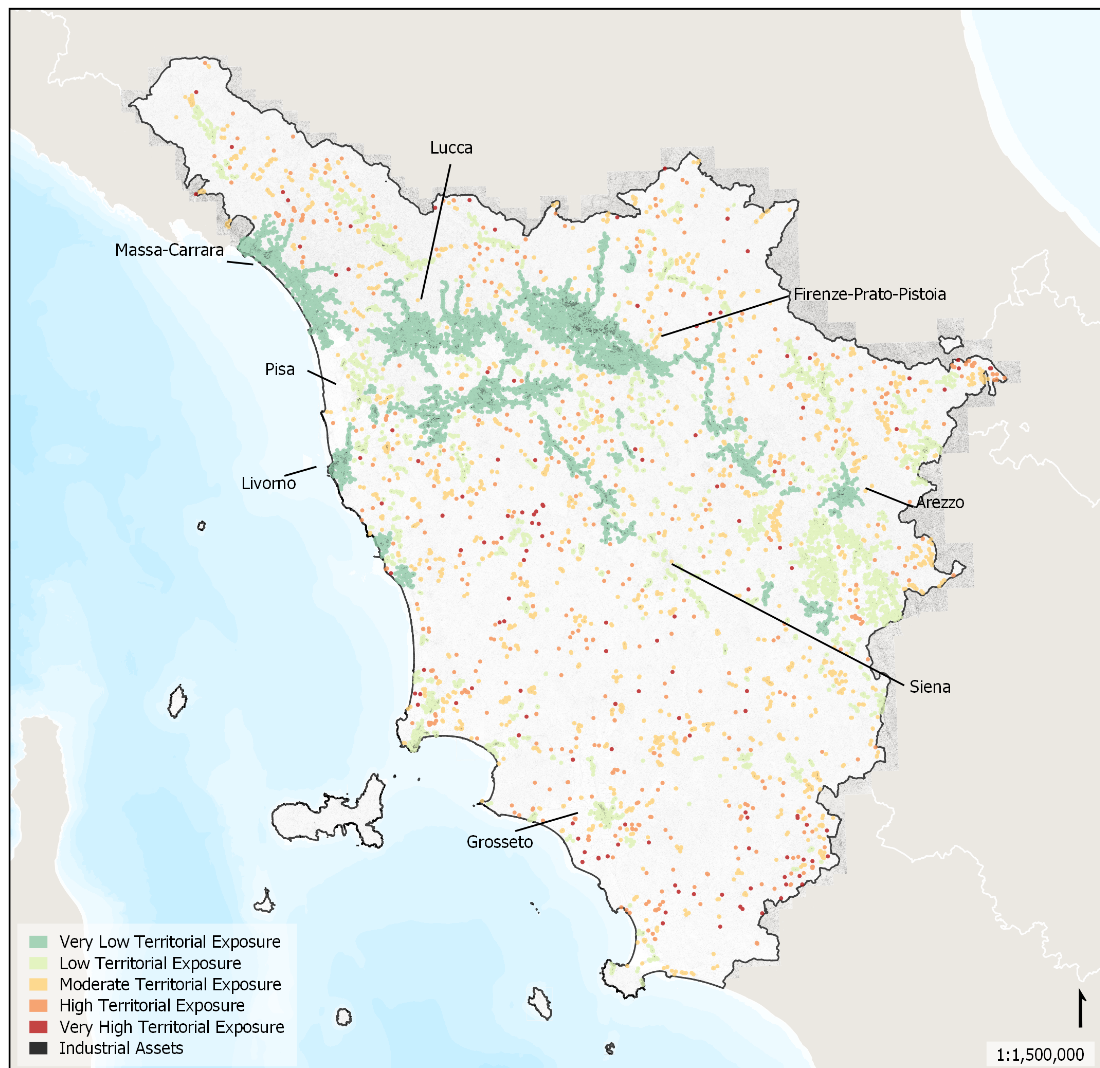 Lucca
Massa-Carrara
Firenze-Prato-Pistoia
Pisa
Livorno
Arezzo
Siena
Grosseto
Very Low Territorial Exposure
Low Territorial Exposure
Moderate Territorial Exposure
High Territorial Exposure
Very High Territorial Exposure
Industrial Assets
1:1,500,000